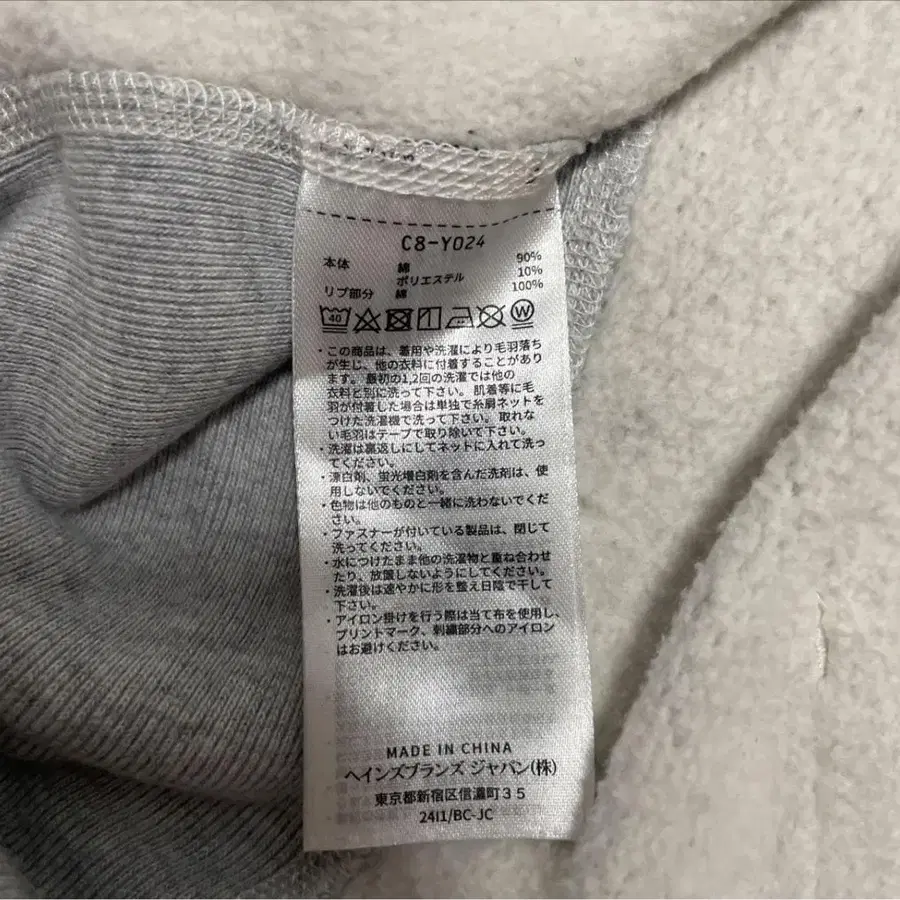 C8-Y024
本体 綿 90%
ポリエステル 10%
リブ部分 綿 100%
40 W
・この商品は、着用や洗濯により毛羽落ち
が生じ、他の衣料に付着することがあり
ます。最初の1,2回の洗濯では他の
衣料と別に洗って下さい。肌着等に毛
羽が付着した場合は単独で糸屑ネットを
つけた洗濯機で洗って下さい。取れな
い毛羽はテープで取り除いて下さい。
・洗濯は裏返しにしてネットに入れて洗っ
てください。
・漂白剤、蛍光増白剤を含んだ洗剤は、使
用しないでください。
・色物は他のものと一緒に洗わないでくだ
さい。
・ファスナーが付いている製品は、閉じて
洗ってください。
・水につけたまま他の洗濯物と重ね合わせ
たり、放置しないようにしてください。
・洗濯後は速やかに形を整え日陰で干して
下さい。
・アイロン掛けを行う際は当て布を使用し、
プリントマーク、刺繍部分へのアイロン
はお避けください。
MADE IN CHINA
ヘインズブランズ ジャパン(株)
東京都新宿区信濃町35
24I1/BC-JC